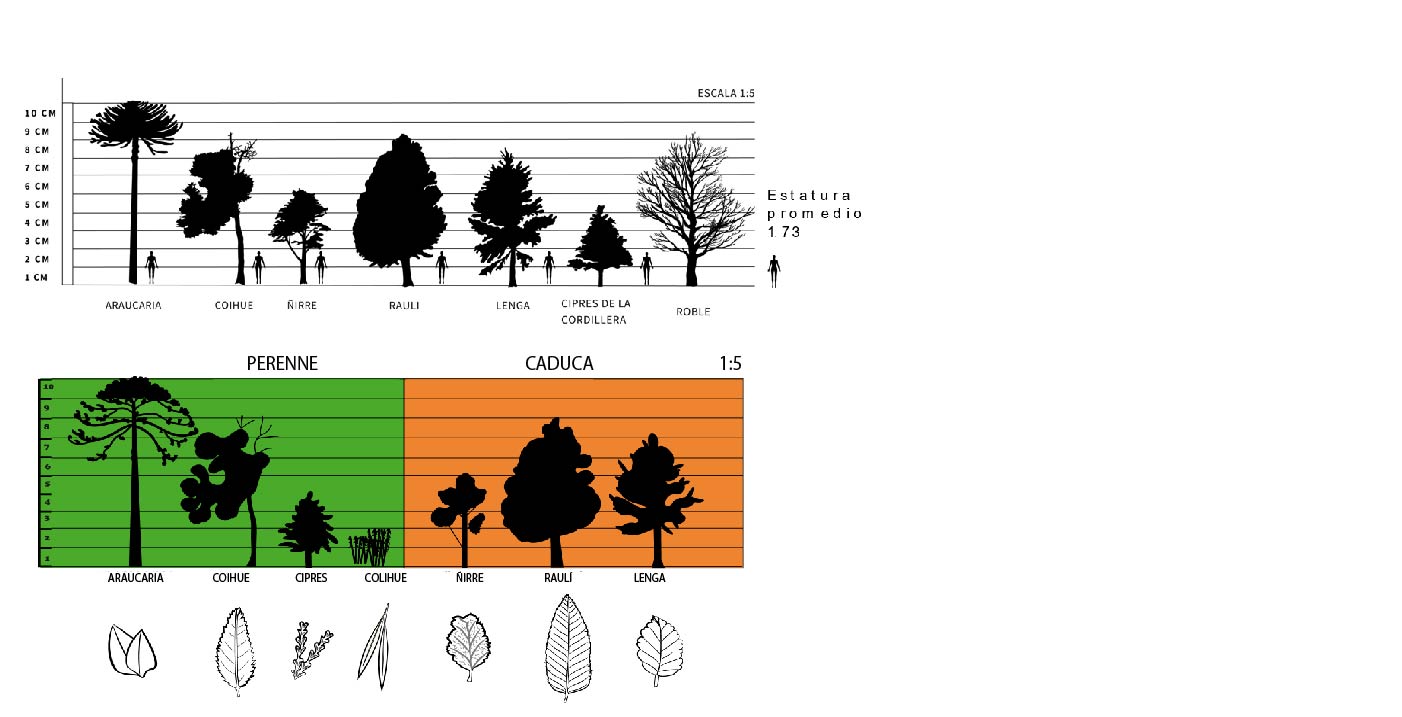 ESCALA 1:5
10 CM
9 CM
8 CM
7 CM
6 CM
5 CM
4 CM
3 CM
2 CM
1 CM
Estatura
promedio
1.73
ARAUCARIA COIHUE ÑIRRE RAULI LENGA CIPRES DE LA
CORDILLERA
ROBLE
PERENNE CADUCA 1:5
10
9
8
7
6
5
4
3
2
1
ARAUCARIA COIHUE CIPRES COLIHUE ÑIRRE RAULÍ LENGA